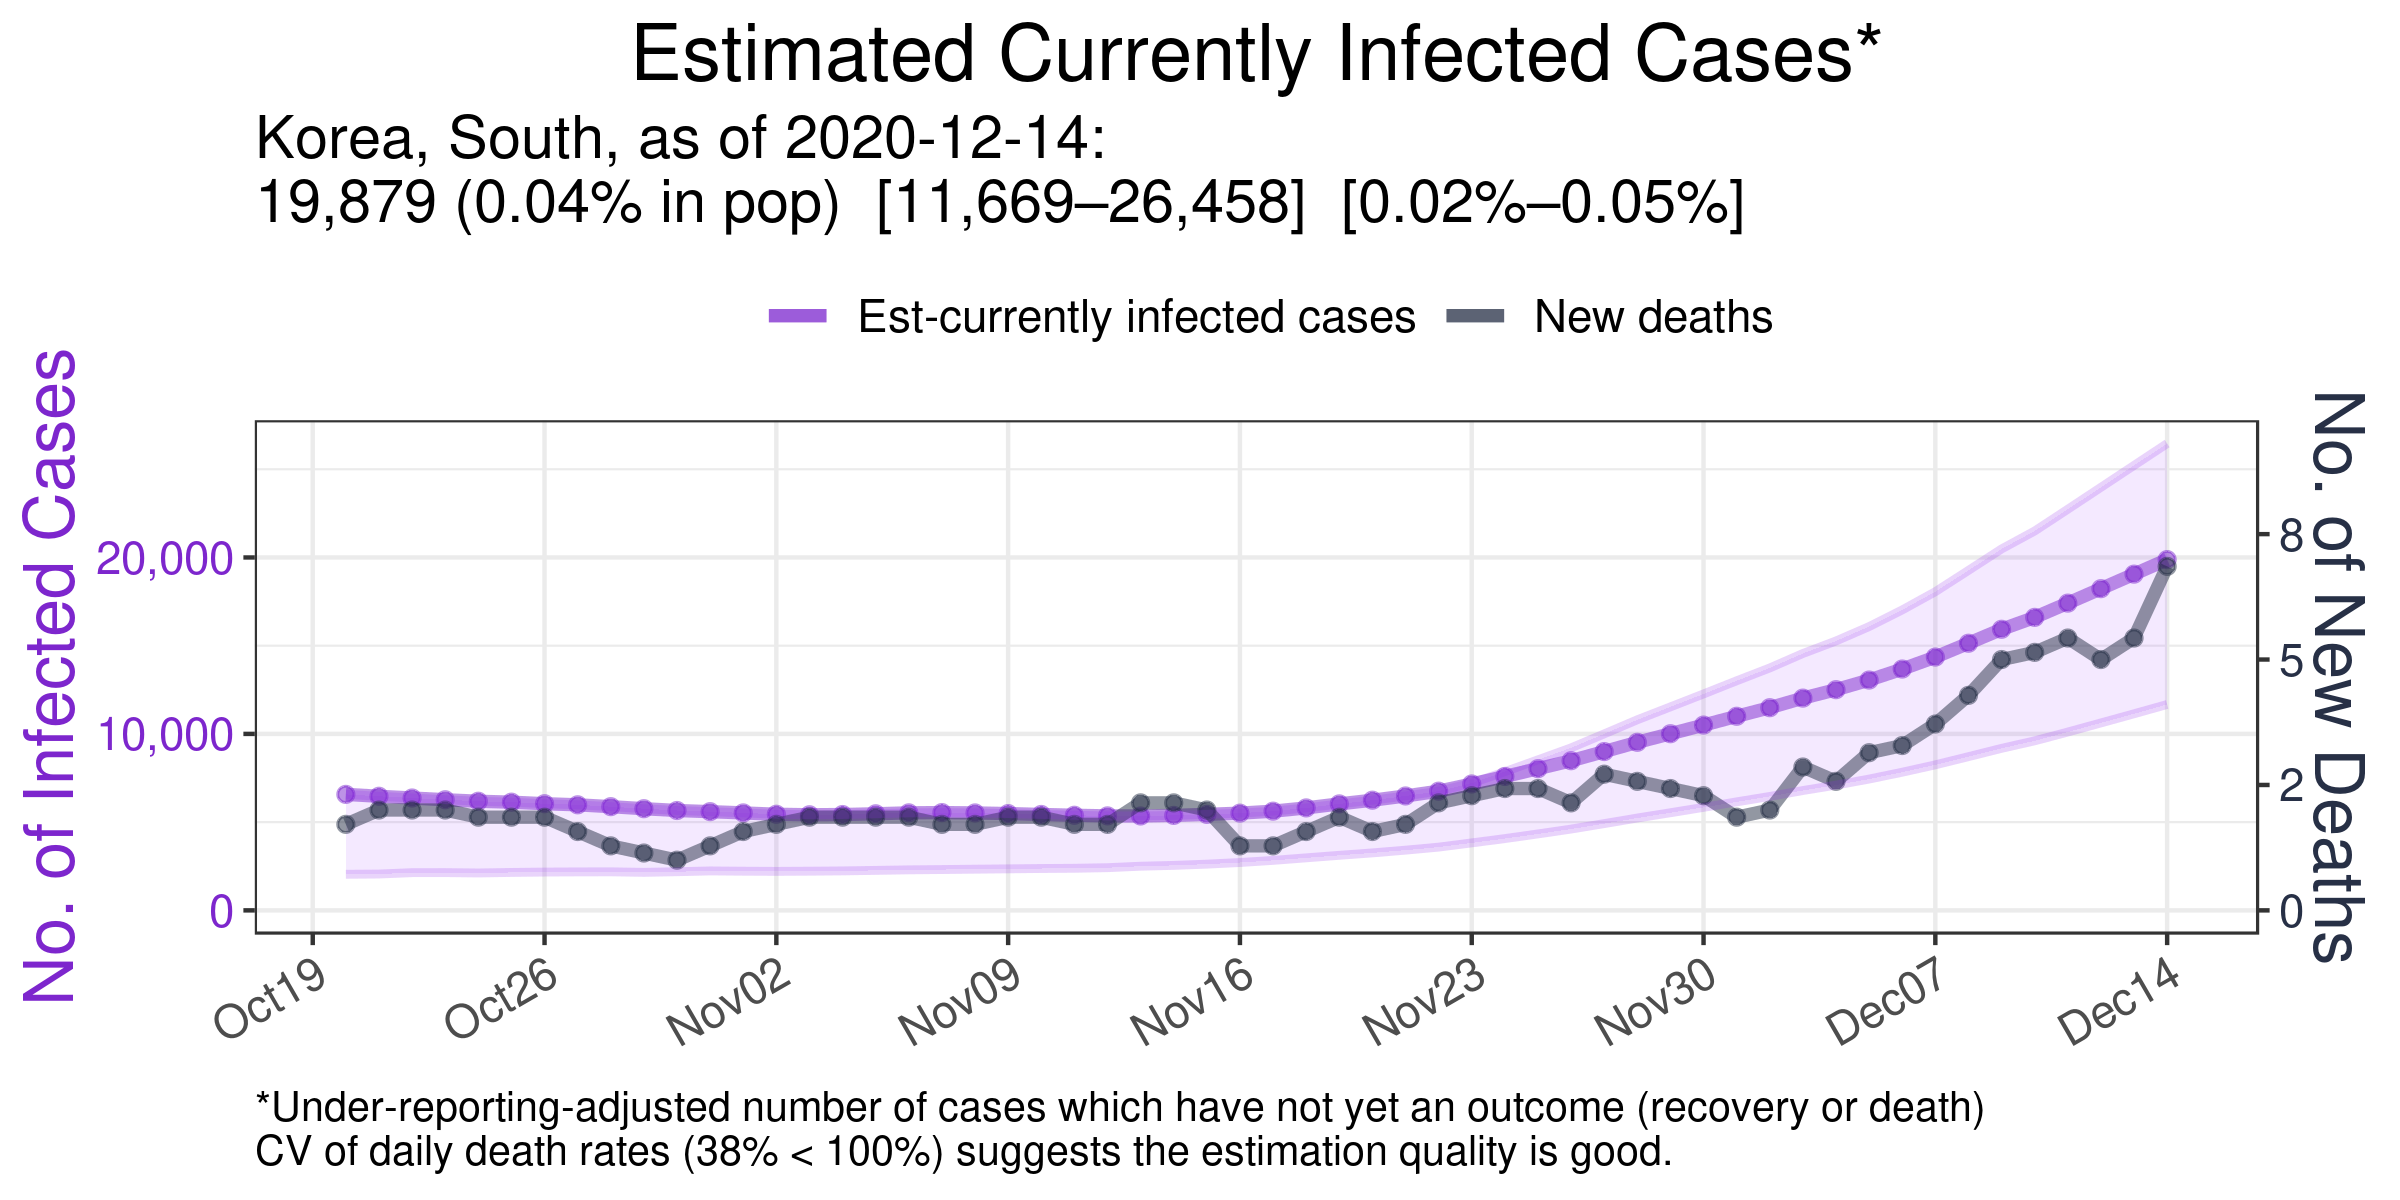 Estimated Currently Infected Cases*
Korea, South, as of 2020-12-14:
19,879 (0.04% in pop)  [11,669–26,458]  [0.02%–0.05%]
Est-currently infected cases
New deaths
No. of Infected Cases
20,000
10,000
0
No. of New Deaths
8
5
2
0
Oct19
Oct26
Nov02
Nov09
Nov16
Nov23
Nov30
Dec07
Dec14
*Under-reporting-adjusted number of cases which have not yet an outcome (recovery or death)
CV of daily death rates (38% < 100%) suggests the estimation quality is good.